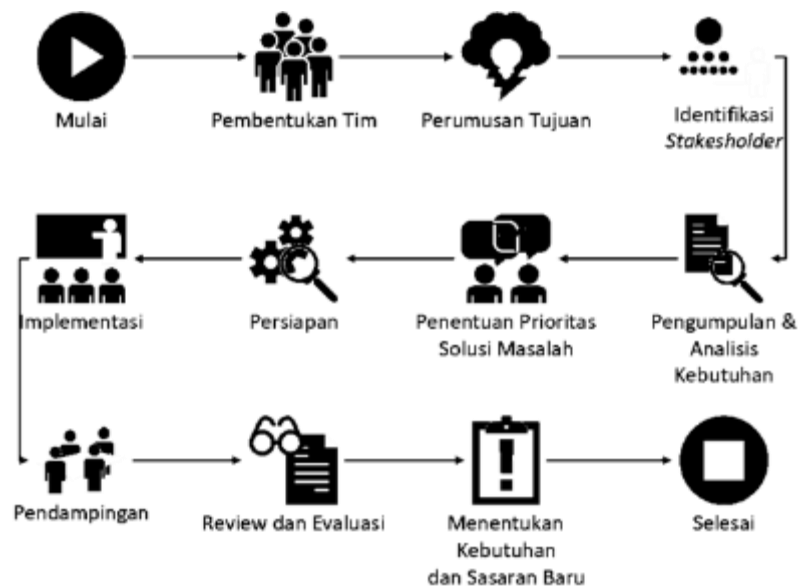 Mulai
Pembentukan Tim
Perumusan Tujuan
Identifikasi
Stakesholder
Pengumpulan &
Analisis
Kebutuhan
Penentuan Prioritas
Solusi Masalah
Persiapan
Implementasi
Pendampingan
Review dan Evaluasi
Menentukan
Kebutuhan
dan Sasaran Baru
Selesai